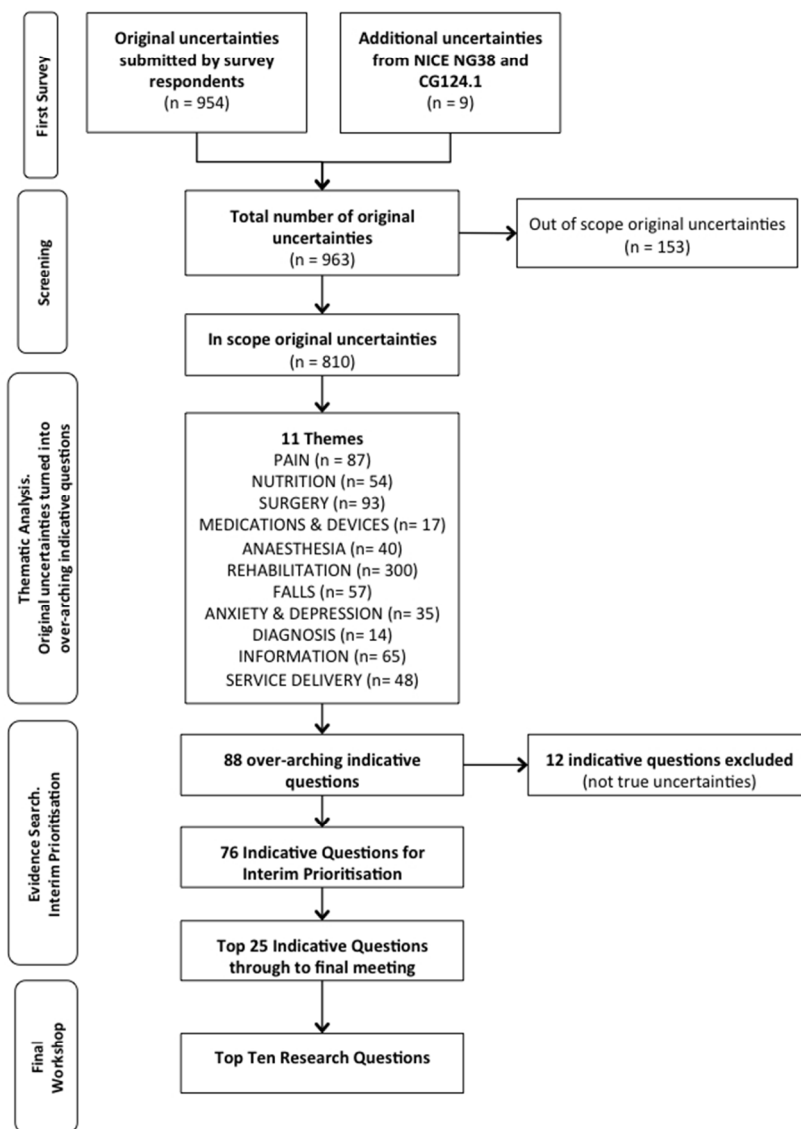 First Survey
Original uncertainties
submitted by survey
respondents
(n = 954)
Additional uncertainties
from NICE NG38 and
CG124.1
(n = 9)
Screening
Total number of original
uncertainties
(n = 963)
Out of scope original uncertainties
(n = 153)
In scope original uncertainties
(n = 810)
Thematic Analysis.
Original uncertainties turned into
over-arching indicative questions
11 Themes
PAIN (n = 87)
NUTRITION (n= 54)
SURGERY (n= 93)
MEDICATIONS & DEVICES (n= 17)
ANAESTHESIA (n= 40)
REHABILITATION (n= 300)
FALLS (n= 57)
ANXIETY & DEPRESSION (n= 35)
DIAGNOSIS (n= 14)
INFORMATION (n= 65)
SERVICE DELIVERY (n= 48)
Evidence Search.
Interim Prioritisation
88 over-arching indicative
questions
12 indicative questions excluded
(not true uncertainties)
76 Indicative Questions for
Interim Prioritisation
Top 25 Indicative Questions
through to final meeting
Final
Workshop
Top Ten Research Questions